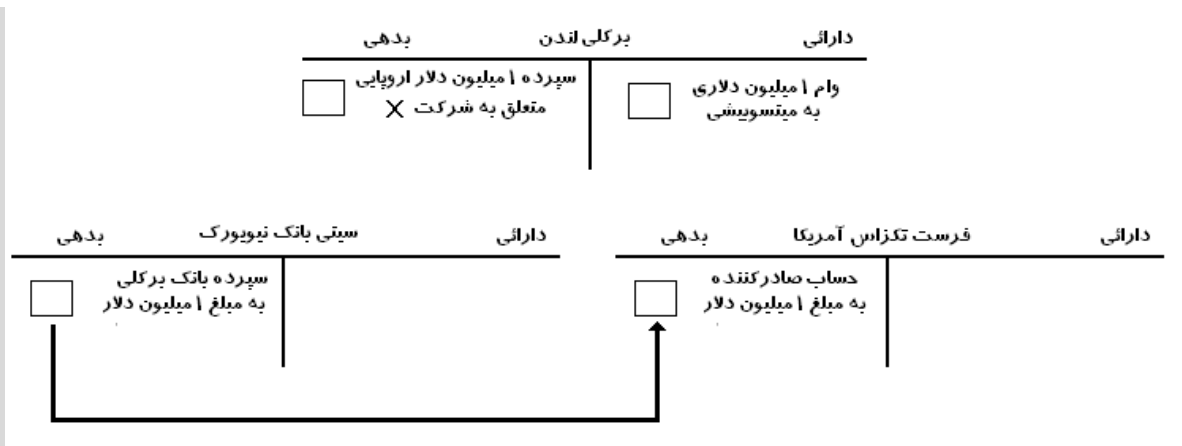 دارائی برکلی لندن بدهی
وام ۱ میلیون دلاری
به میتسوبیشی
سپرده ۱ میلیون دلار اروپایی
متعلق به شرکت X
دارائی فرست تکزاس آمریکا بدهی
حساب صادرکننده
به مبلغ ۱ میلیون دلار
دارائی سیتی بانک نیویورک بدهی
سپرده بانک برکلی
به مبلغ ۱ میلیون دلار